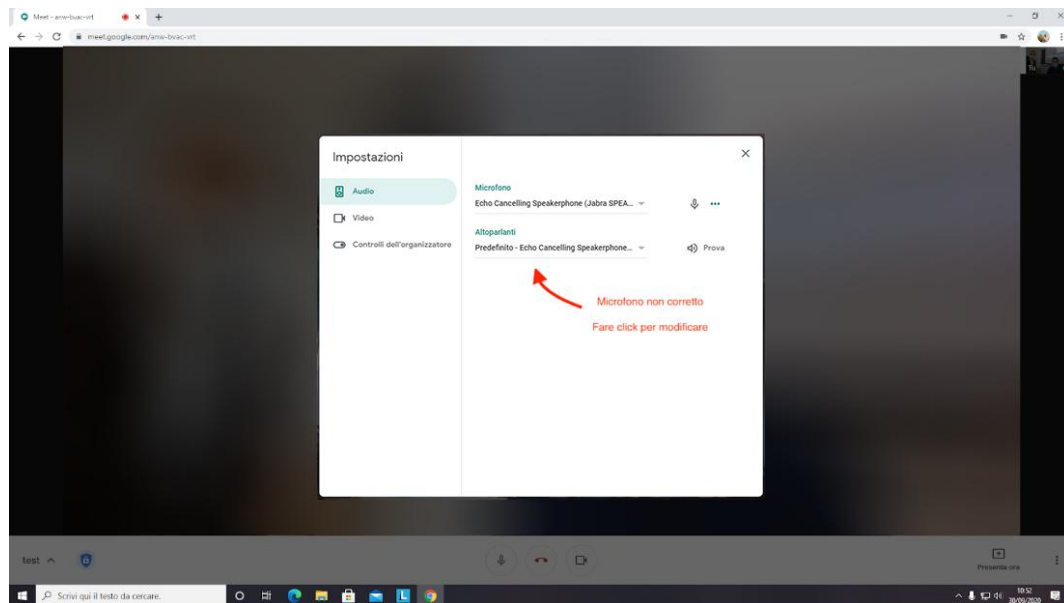 Meet - anw-bvac-vrt
meet.google.com/anw-bvac-vrt
Tu
Impostazioni
Audio
Video
Controlli dell'organizzatore
Microfono
Echo Cancelling Speakerphone (Jabra SPEA...
Altoparlanti
Predefinito - Echo Cancelling Speakerphone...
Prova
Microfono non corretto
Fare click per modificare
test
Presenta ora
Scrivi qui il testo da cercare.
L
10:52
30/09/2020